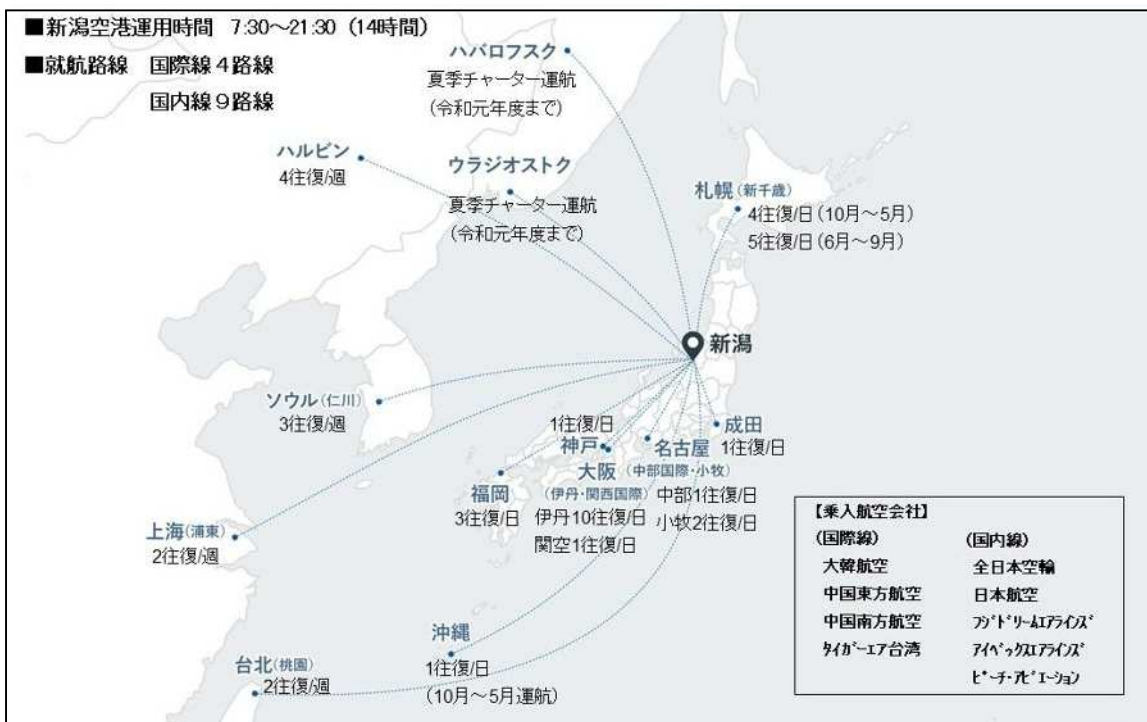 ■新潟空港運用時間 7:30～21:30（14時間）
■就航路線 国際線４路線
国内線９路線
ハバロフスク
夏季チャーター運航
(令和元年度まで)
ハルビン
4往復/週
ウラジオストク
夏季チャーター運航
(令和元年度まで)
札幌(新千歳)
4往復/日(10月～5月)
5往復/日(6月～9月)
新潟
ソウル(仁川)
3往復/週
1往復/日
神戸
成田
1往復/日
名古屋
(中部国際・小牧)
中部1往復/日
小牧2往復/日
大阪
(伊丹・関西国際)
伊丹10往復/日
関空1往復/日
福岡
3往復/日
上海(浦東)
2往復/週
沖縄
1往復/日
(10月～5月運航)
台北(桃園)
2往復/週
【乗入航空会社】
(国際線) (国内線)
大韓航空 全日本空輸
中国東方航空 日本航空
中国南方航空 ﾌｼﾞﾄﾞﾘｰﾑｴｱﾗｲﾝｽﾞ
ﾀｲｶﾞｰｴｱ台湾 ｱｲﾍﾞｯｸｽｴｱﾗｲﾝｽﾞ
ﾋﾟｰﾁ・ｱﾋﾞｴｰｼｮﾝ